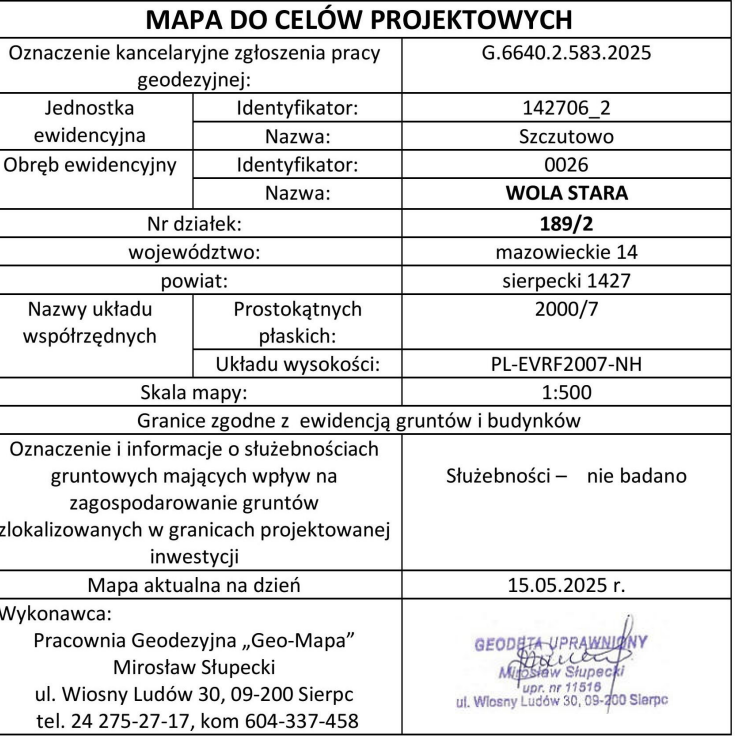 MAPA DO CELÓW PROJEKTOWYCH
Oznaczenie kancelaryjne zgłoszenia pracy
geodezyjnej:
G.6640.2.583.2025
Jednostka
ewidencyjna
Identyfikator:
142706_2
Nazwa:
Szczutowo
Obręb ewidencyjny
Identyfikator:
0026
Nazwa:
WOLA STARA
Nr działek:
189/2
województwo:
mazowieckie 14
powiat:
sierpecki 1427
Nazwy układu
współrzędnych
Prostokątnych
płaskich:
2000/7
Układu wysokości:
PL-EVRF2007-NH
Skala mapy:
1:500
Granice zgodne z ewidencją gruntów i budynków
Oznaczenie i informacje o służebnościach
gruntowych mających wpływ na
zagospodarowanie gruntów
zlokalizowanych w granicach projektowanej
inwestycji
Służebności – nie badano
Mapa aktualna na dzień
15.05.2025 r.
Wykonawca:
Pracownia Geodezyjna „Geo-Mapa”
Mirosław Słupecki
ul. Wiosny Ludów 30, 09-200 Sierpc
tel. 24 275-27-17, kom 604-337-458
GEODETA UPRAWNIONY
Mirosław Słupecki
upr. nr 11516
ul. Wiosny Ludów 30, 09-200 Sierpc